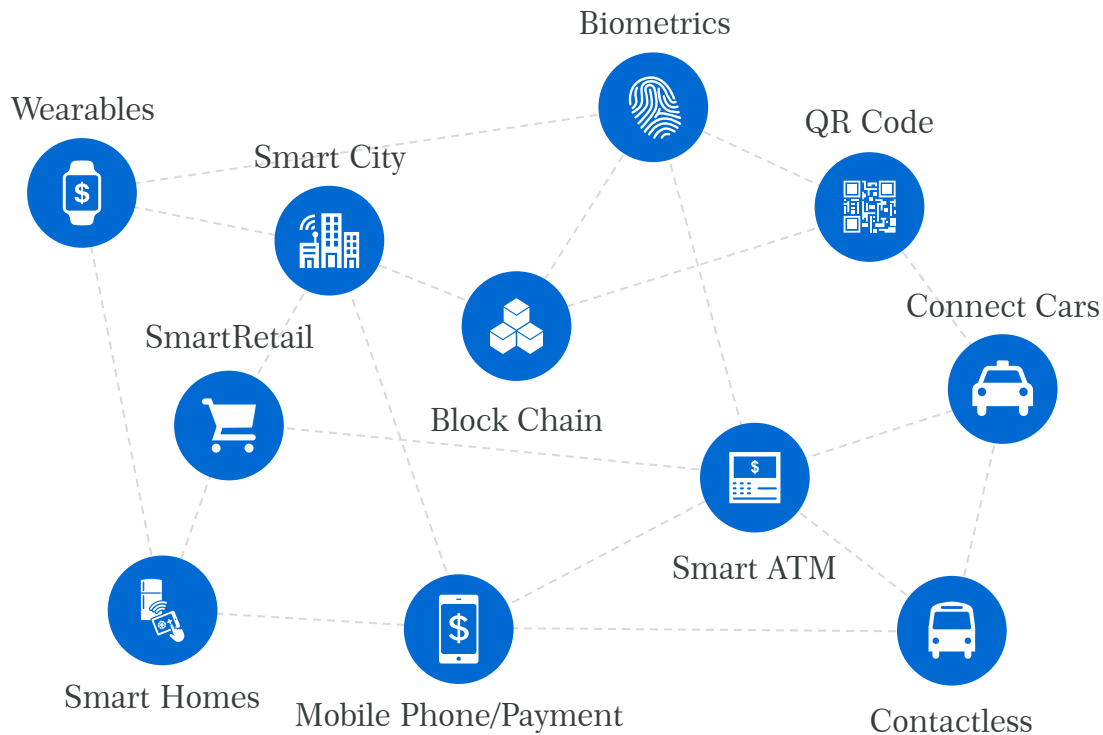 Biometrics
Wearables
QR Code
Smart City
$
Connect Cars
SmartRetail
Block Chain
$
Smart ATM
$
Smart Homes
Mobile Phone/Payment
Contactless